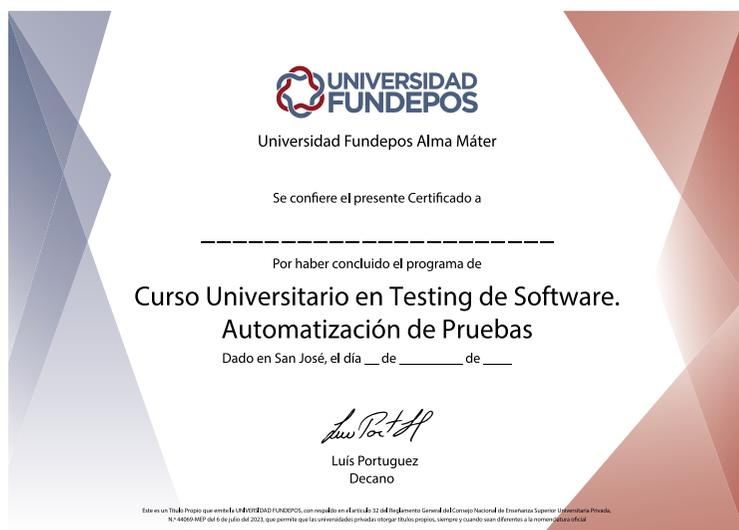 UNIVERSIDAD
FUNDEPOS
Universidad Fundepos Alma Máter
Se confiere el presente Certificado a
Por haber concluido el programa de
Curso Universitario en Testing de Software.
Automatización de Pruebas
Dado en San José, el día __ de ________ de ____
Luís Portuguez
Decano
Este es un Título Propio que emite la UNIVERSIDAD FUNDEPOS, con respaldo en el artículo 32 del Reglamento General del Consejo Nacional de Enseñanza Superior Universitaria Privada,
N.º 44069-MEP del 6 de julio del 2023, que permite que las universidades privadas otorgar títulos propios, siempre y cuando sean diferentes a la nomenclatura oficial